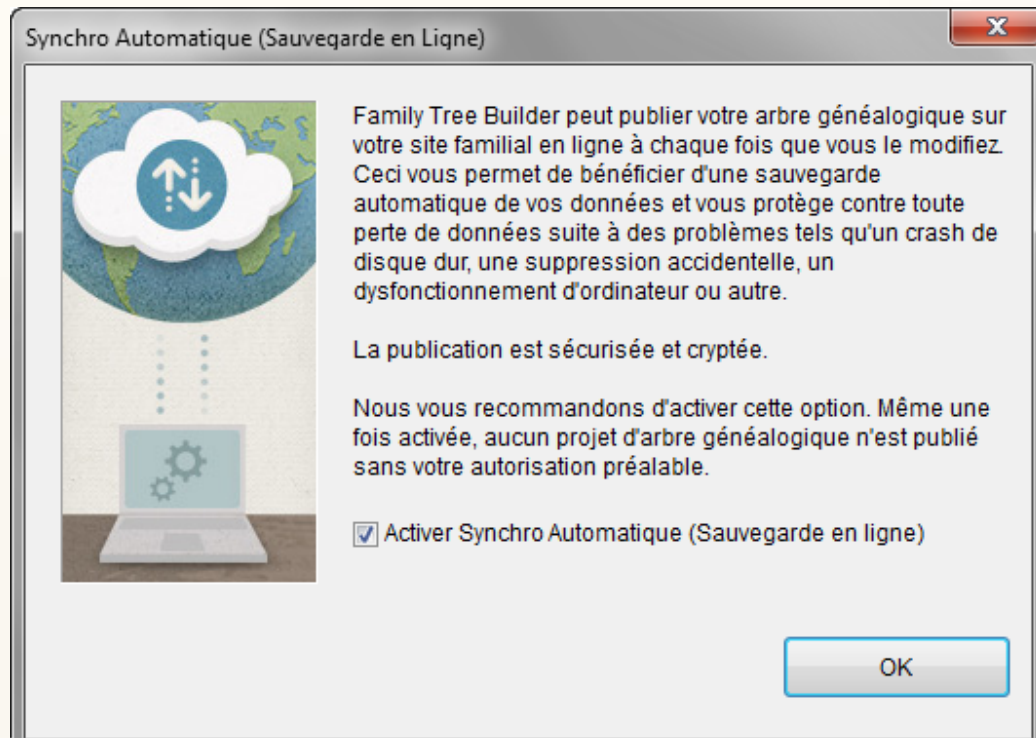 Synchro Automatique (Sauvegarde en Ligne)
Family Tree Builder peut publier votre arbre généalogique sur
votre site familial en ligne à chaque fois que vous le modifiez.
Ceci vous permet de bénéficier d'une sauvegarde
automatique de vos données et vous protège contre toute
perte de données suite à des problèmes tels qu'un crash de
disque dur, une suppression accidentelle, un
dysfonctionnement d'ordinateur ou autre.
La publication est sécurisée et cryptée.
Nous vous recommandons d'activer cette option. Même une
fois activée, aucun projet d'arbre généalogique n'est publié
sans votre autorisation préalable.
Activer Synchro Automatique (Sauvegarde en ligne)
OK